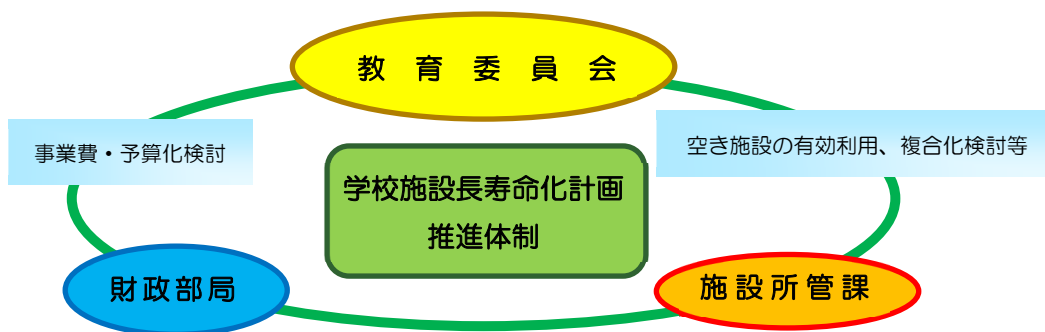 教育委員会
事業費・予算化検討
空き施設の有効利用、複合化検討等
学校施設長寿命化計画
推進体制
財政部局
施設所管課